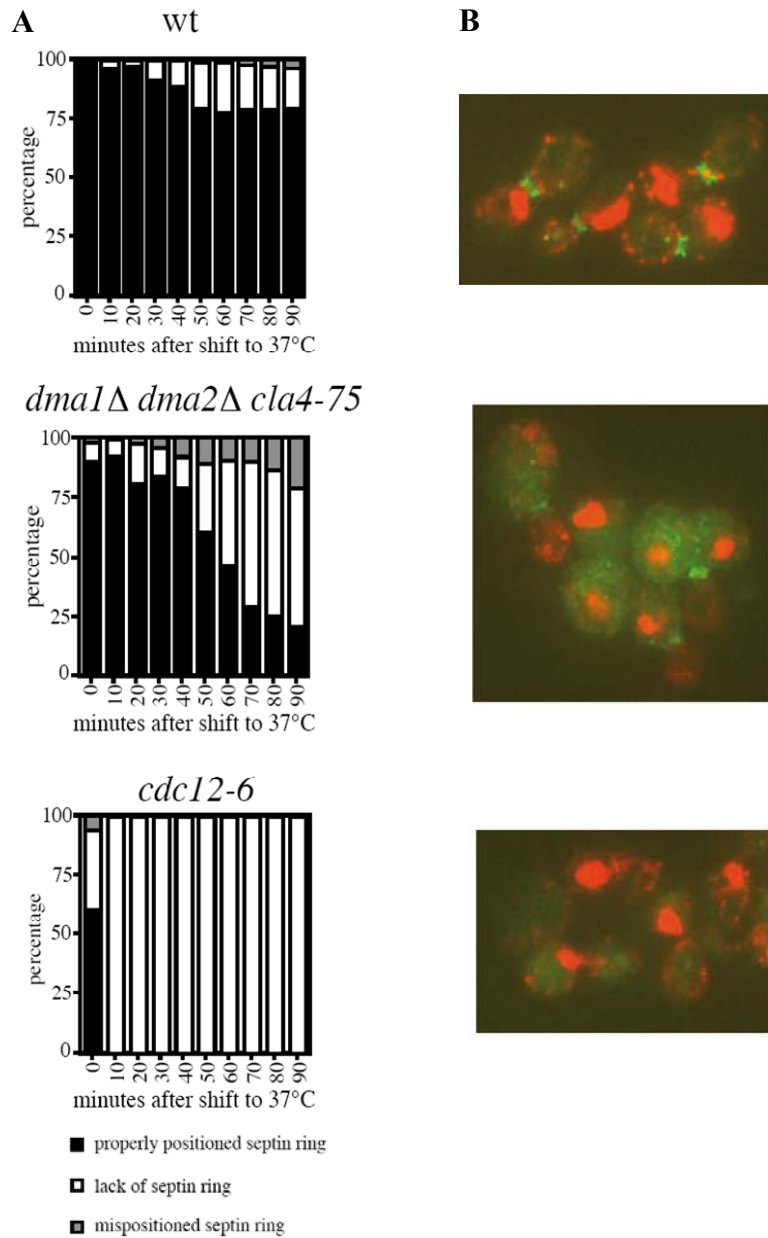 A
B
wt
100
75
50
25
0
percentage
0 10 20 30 40 50 60 70 80 90
minutes after shift to 37°C
dma1Δ dma2Δ cla4-75
100
75
50
25
0
percentage
0 10 20 30 40 50 60 70 80 90
minutes after shift to 37°C
cdc12-6
100
75
50
25
0
percentage
0 10 20 30 40 50 60 70 80 90
minutes after shift to 37°C
properly positioned septin ring
lack of septin ring
mispositioned septin ring